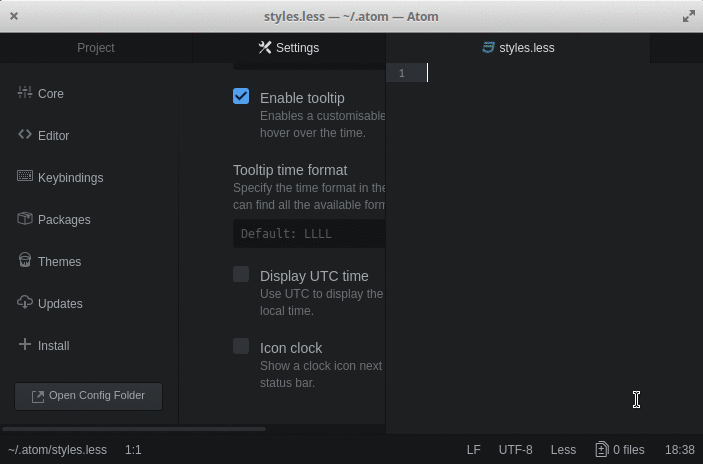 styles.less — ~/.atom — Atom
Project
Settings
styles.less
Core
Editor
Keybindings
Packages
Themes
Updates
Install
Open Config Folder
Enable tooltip
Enables a customisable
hover over the time.
Tooltip time format
Specify the time format in the
can find all the available form
Default: LLLL
Display UTC time
Use UTC to display the
local time.
Icon clock
Show a clock icon next
status bar.
1
~/.atom/styles.less 1:1 LF UTF-8 Less 0 files 18:38